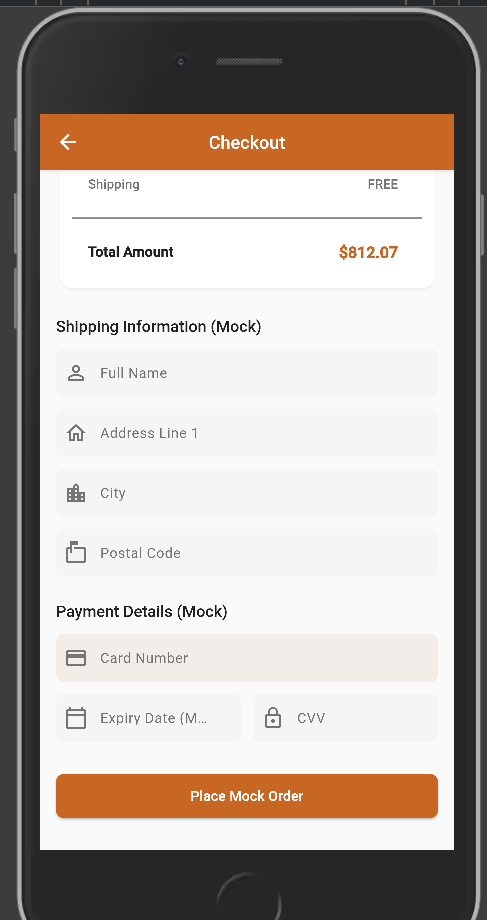 Checkout
Shipping FREE
Total Amount $812.07
Shipping Information (Mock)
Full Name
Address Line 1
City
Postal Code
Payment Details (Mock)
Card Number
Expiry Date (M... CVV
Place Mock Order